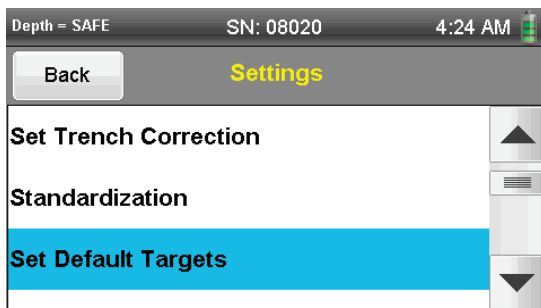 Depth = SAFE SN: 08020 4:24 AM
Back Settings
Set Trench Correction
Standardization
Set Default Targets